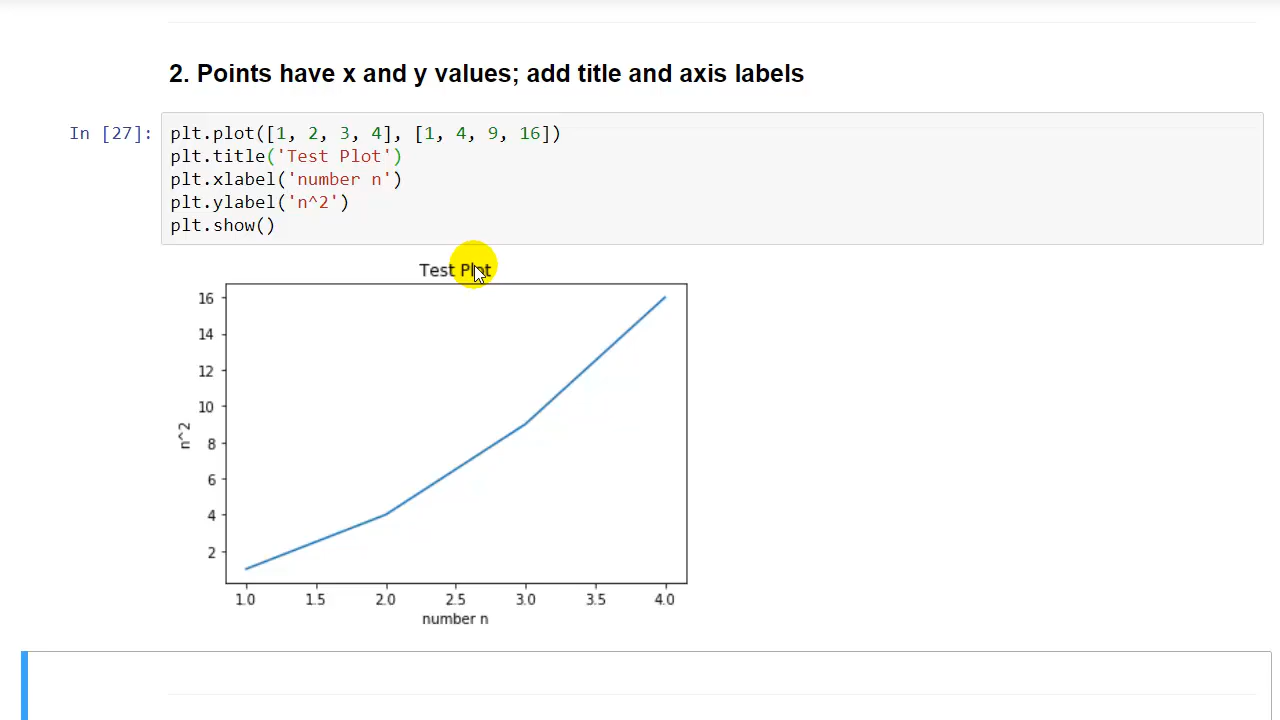 2. Points have x and y values; add title and axis labels
In [27]:
plt.plot([1, 2, 3, 4], [1, 4, 9, 16])
plt.title('Test Plot')
plt.xlabel('number n')
plt.ylabel('n^2')
plt.show()
Test Plot
16
14
12
10
8
6
4
2
n^2
1.0 1.5 2.0 2.5 3.0 3.5 4.0
number n